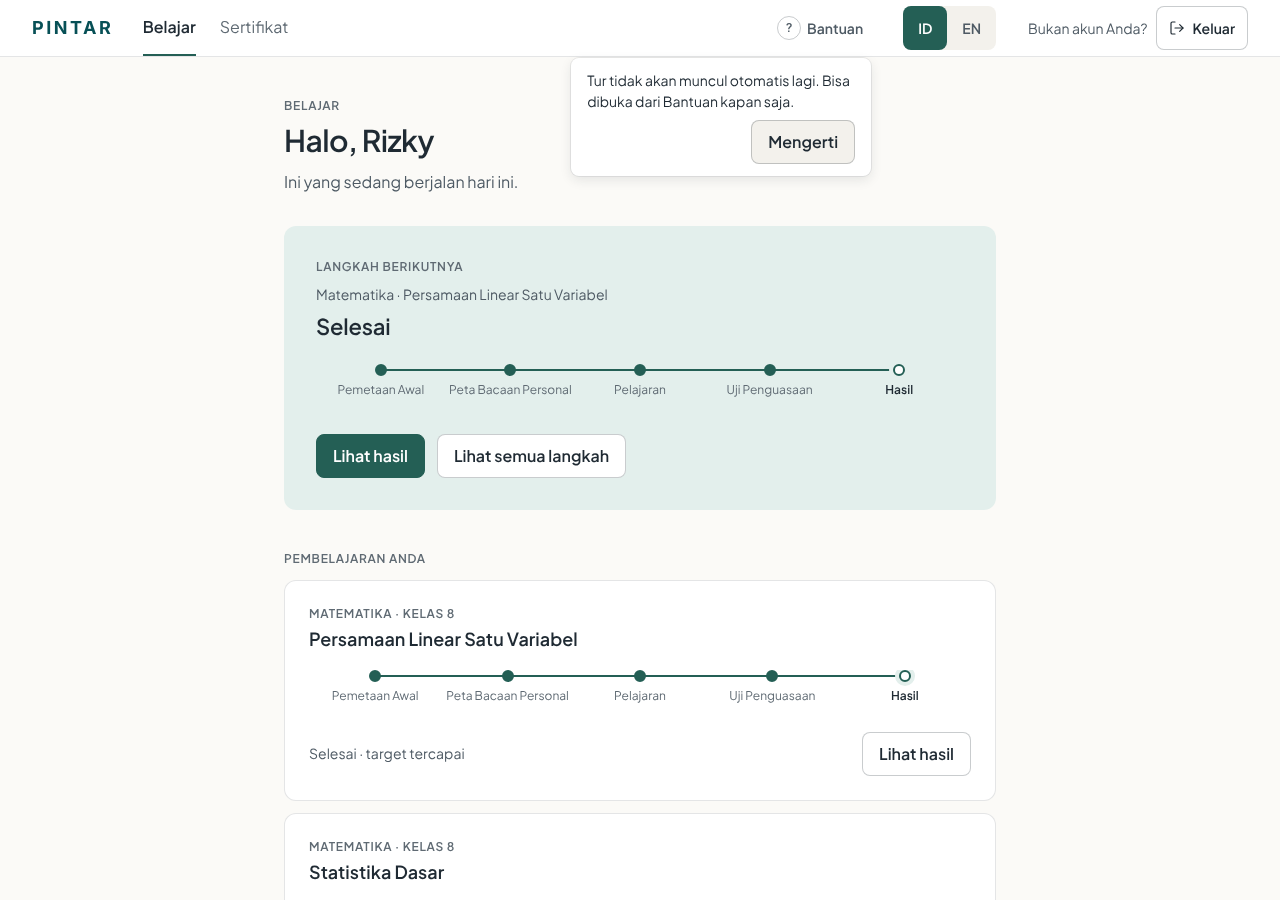 PINTAR
Belajar
Sertifikat
? Bantuan
ID
EN
Bukan akun Anda?
Keluar
Tur tidak akan muncul otomatis lagi. Bisa
dibuka dari Bantuan kapan saja.
Mengerti
BELAJAR
Halo, Rizky
Ini yang sedang berjalan hari ini.
LANGKAH BERIKUTNYA
Matematika · Persamaan Linear Satu Variabel
Selesai
Pemetaan Awal
Peta Bacaan Personal
Pelajaran
Uji Penguasaan
Hasil
Lihat hasil
Lihat semua langkah
PEMBELAJARAN ANDA
MATEMATIKA · KELAS 8
Persamaan Linear Satu Variabel
Pemetaan Awal
Peta Bacaan Personal
Pelajaran
Uji Penguasaan
Hasil
Selesai · target tercapai
Lihat hasil
MATEMATIKA · KELAS 8
Statistika Dasar